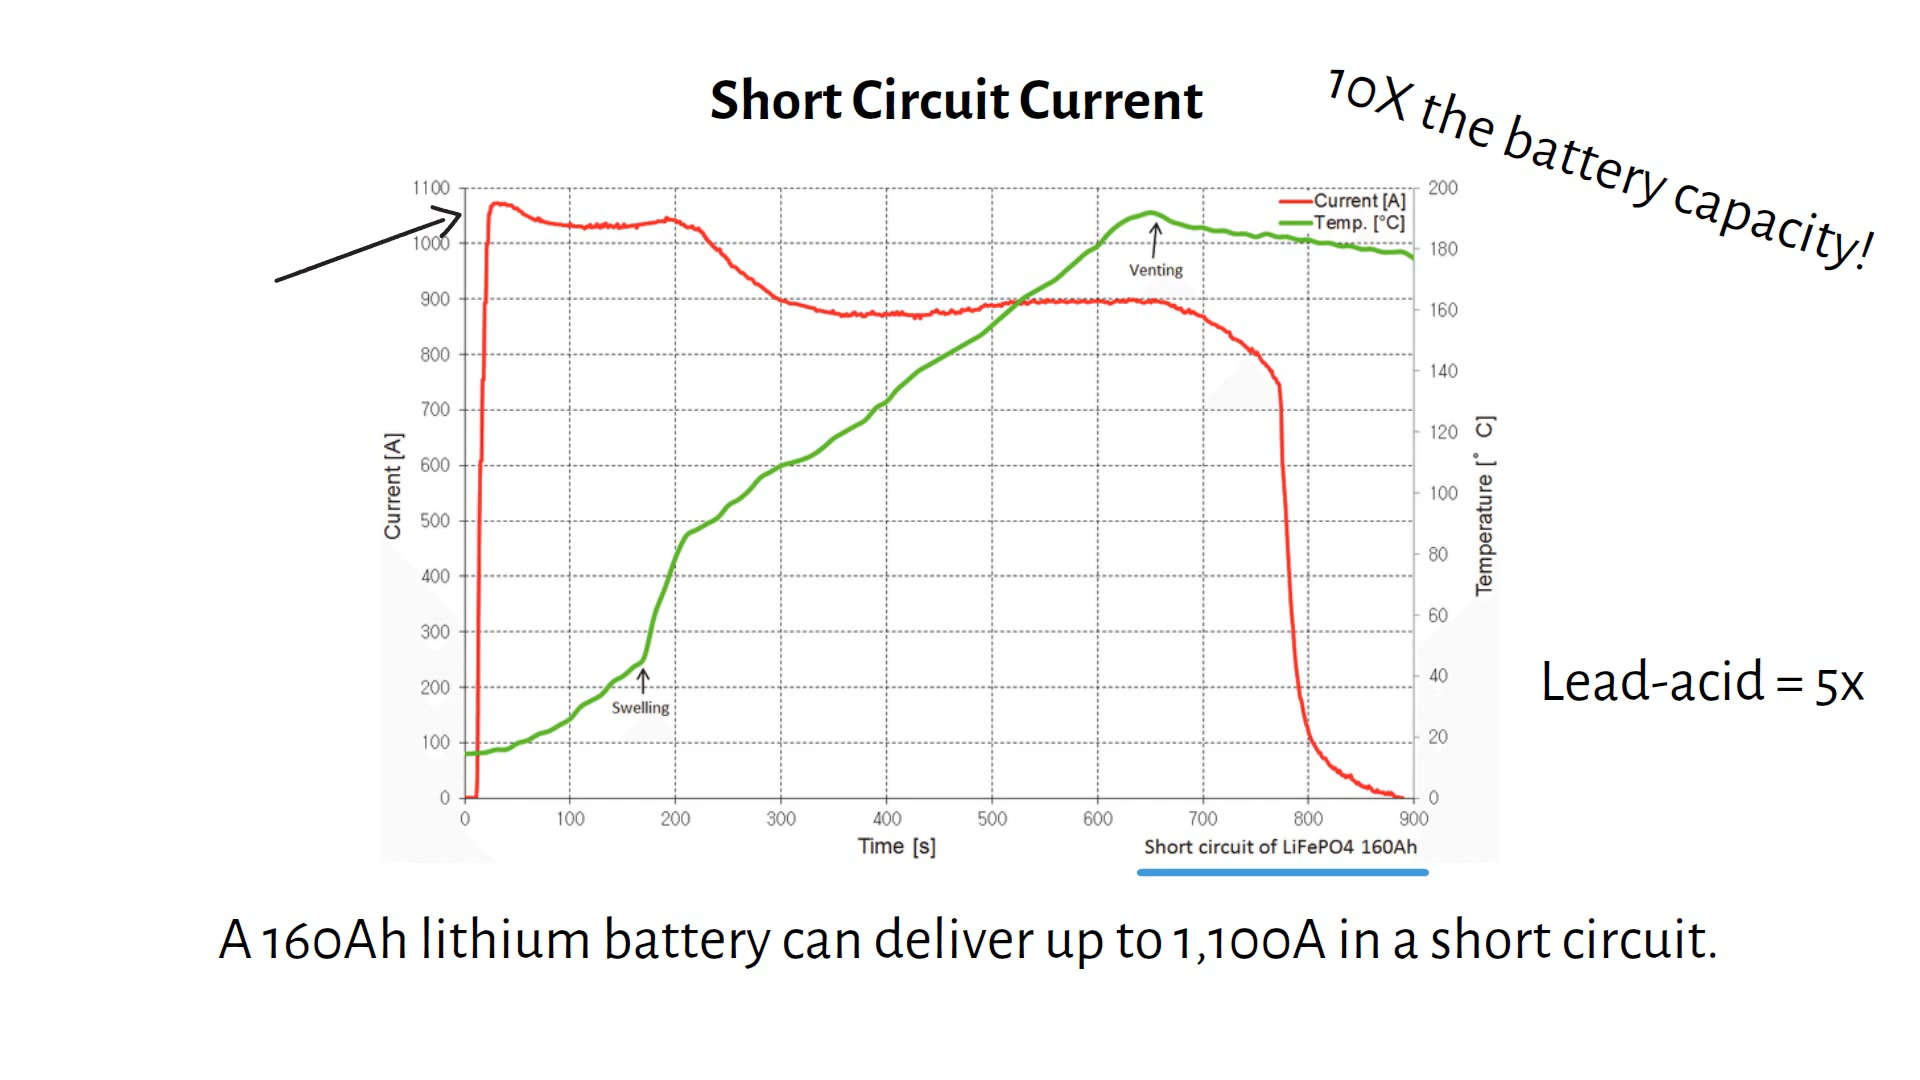 Short Circuit Current
10X the battery capacity!
Current [A]
Temp. [°C]
1100
1000
900
800
700
600
500
400
300
200
100
0
200
180
160
140
120
100
80
60
40
20
0
Current [A]
Temperature [° C]
Venting
Swelling
0 100 200 300 400 500 600 700 800 900
Time [s]
Short circuit of LiFePO4 160Ah
Lead-acid = 5x
A 160Ah lithium battery can deliver up to 1,100A in a short circuit.